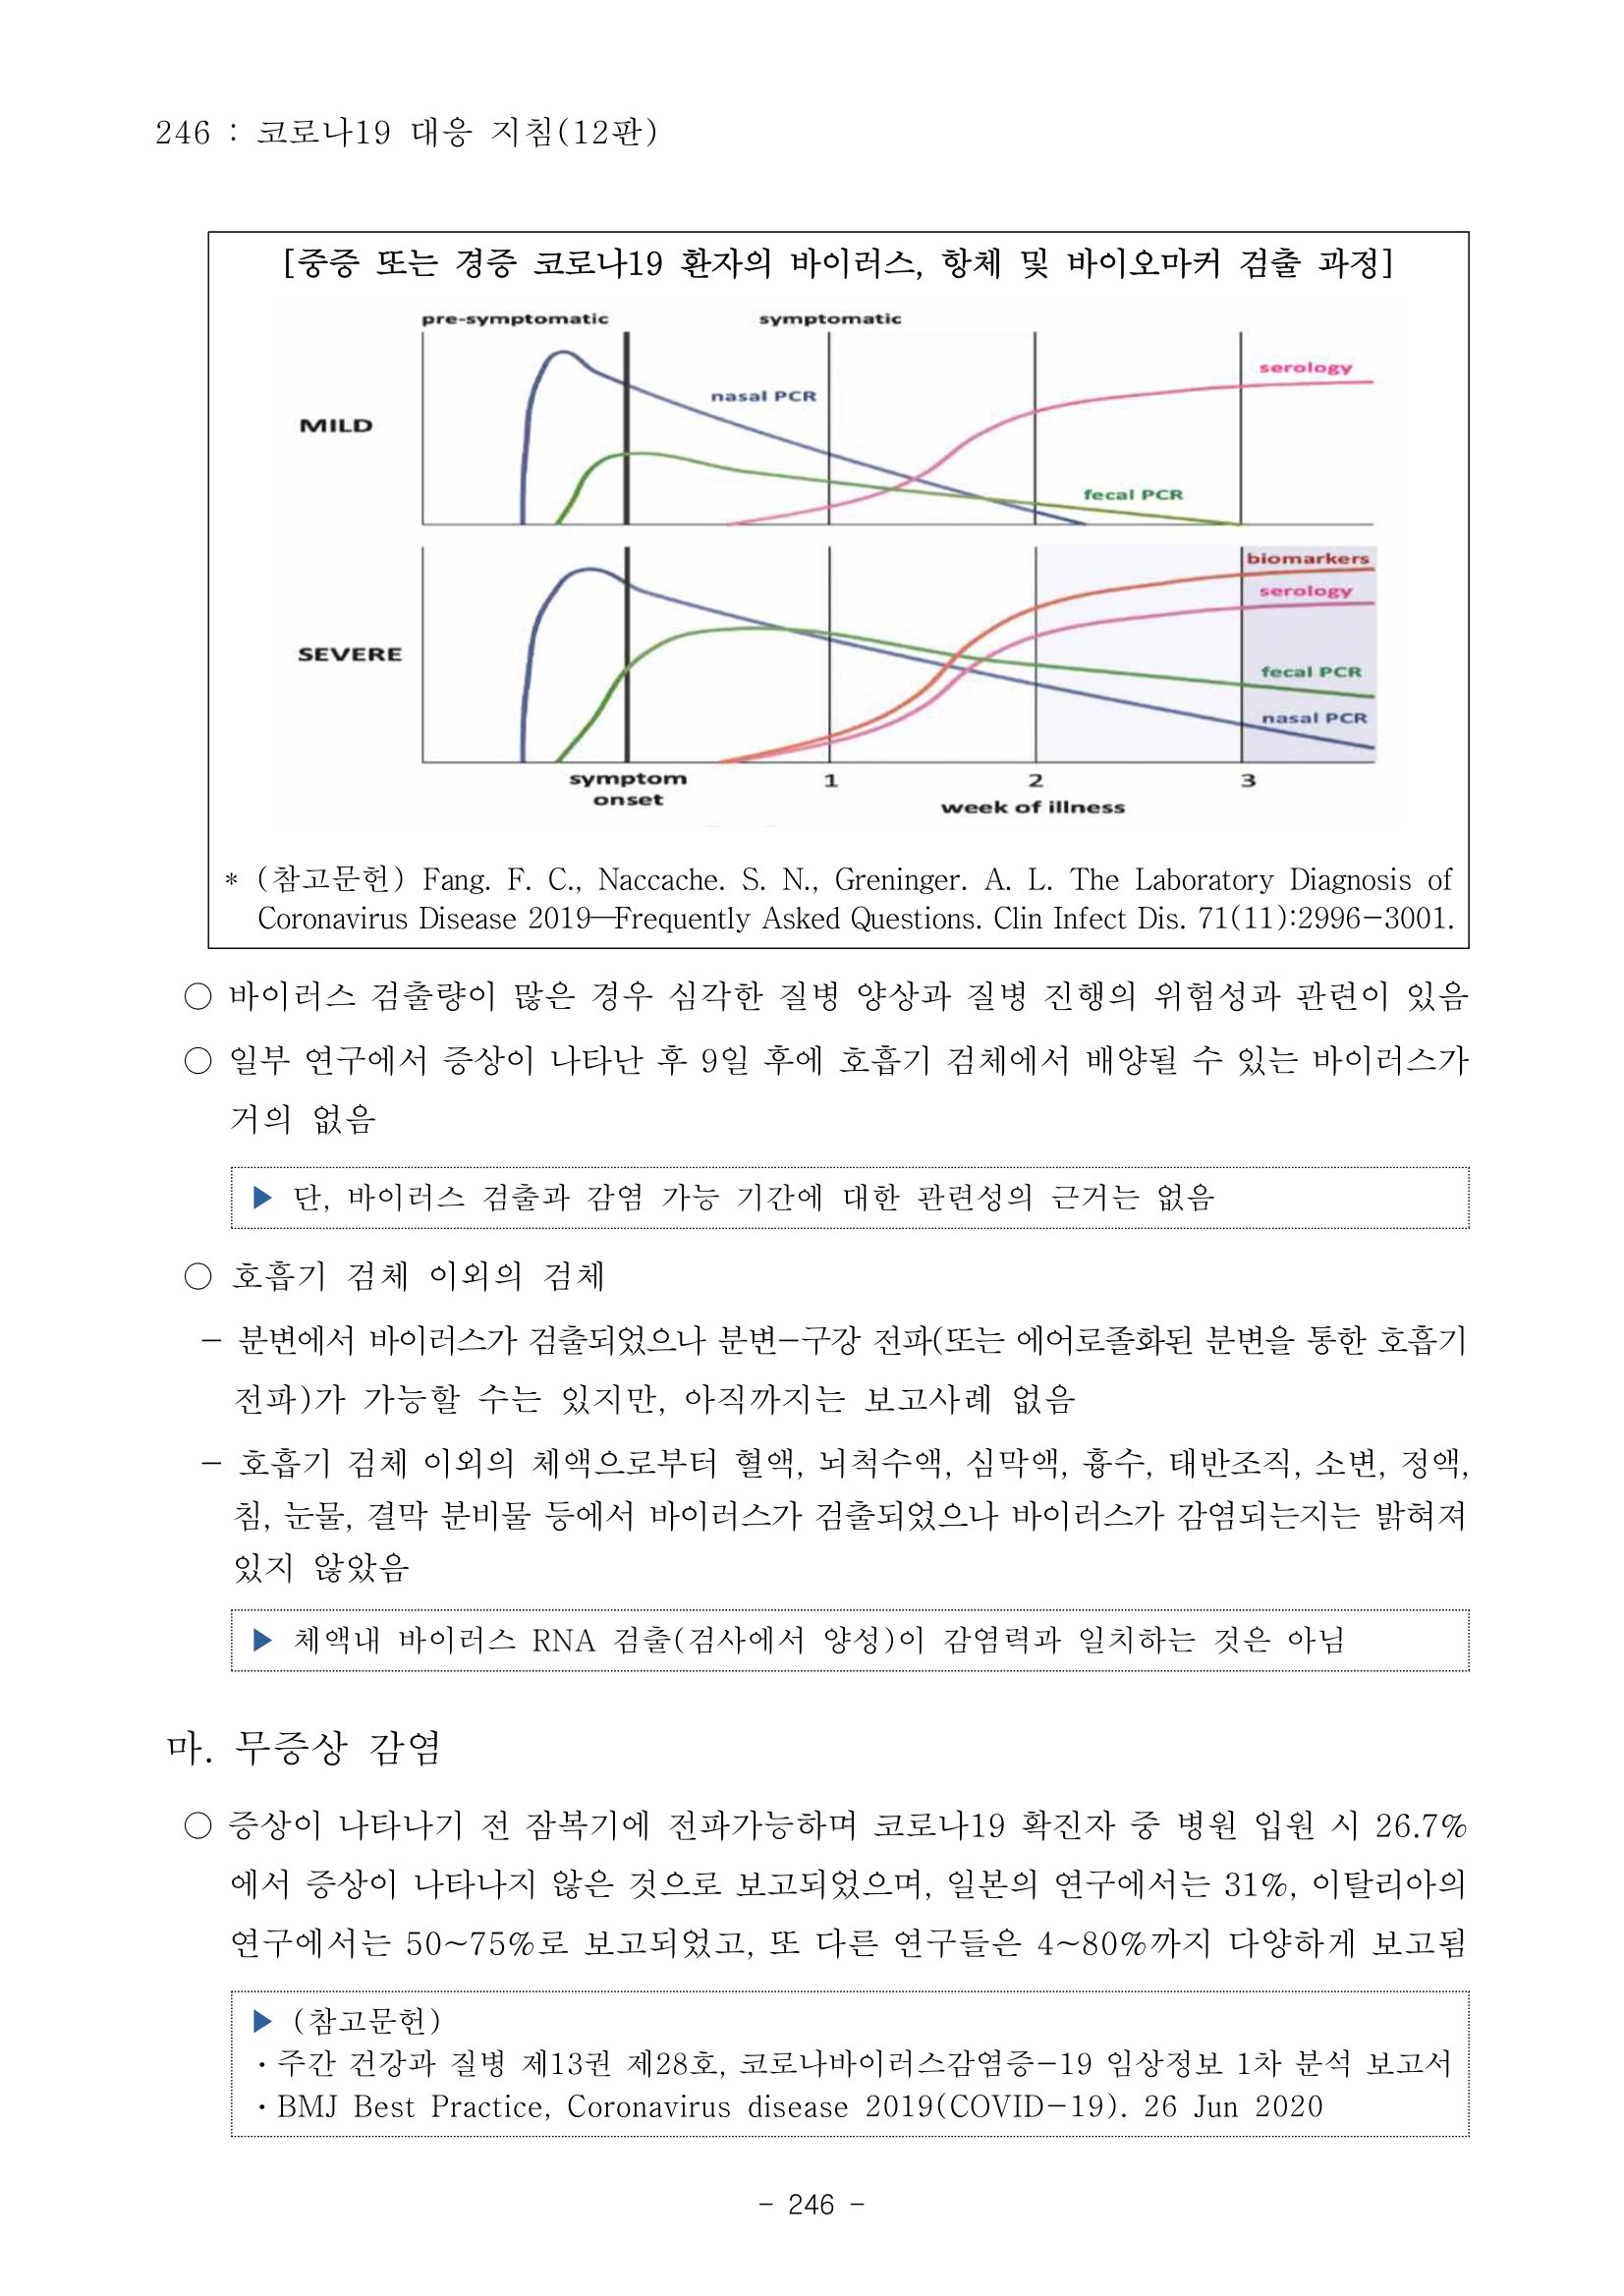 246 : 코로나19 대응 지침(12판)
[중증 또는 경증 코로나19 환자의 바이러스, 항체 및 바이오마커 검출 과정]
pre-symptomatic symptomatic
serology
nasal PCR
MILD
fecal PCR
biomarkers
serology
SEVERE
fecal PCR
nasal PCR
symptom 1 2 3
onset week of illness
* (참고문헌) Fang. F. C., Naccache. S. N., Greninger. A. L. The Laboratory Diagnosis of
Coronavirus Disease 2019—Frequently Asked Questions. Clin Infect Dis. 71(11):2996-3001.
○ 바이러스 검출량이 많은 경우 심각한 질병 양상과 질병 진행의 위험성과 관련이 있음
○ 일부 연구에서 증상이 나타난 후 9일 후에 호흡기 검체에서 배양될 수 있는 바이러스가
거의 없음
▶ 단, 바이러스 검출과 감염 가능 기간에 대한 관련성의 근거는 없음
○ 호흡기 검체 이외의 검체
- 분변에서 바이러스가 검출되었으나 분변-구강 전파(또는 에어로졸화된 분변을 통한 호흡기
전파)가 가능할 수는 있지만, 아직까지는 보고사례 없음
- 호흡기 검체 이외의 체액으로부터 혈액, 뇌척수액, 심막액, 흉수, 태반조직, 소변, 정액,
침, 눈물, 결막 분비물 등에서 바이러스가 검출되었으나 바이러스가 감염되는지는 밝혀져
있지 않았음
▶ 체액내 바이러스 RNA 검출(검사에서 양성)이 감염력과 일치하는 것은 아님
마. 무증상 감염
○ 증상이 나타나기 전 잠복기에 전파가능하며 코로나19 확진자 중 병원 입원 시 26.7%
에서 증상이 나타나지 않은 것으로 보고되었으며, 일본의 연구에서는 31%, 이탈리아의
연구에서는 50~75%로 보고되었고, 또 다른 연구들은 4~80%까지 다양하게 보고됨
▶ (참고문헌)
· 주간 건강과 질병 제13권 제28호, 코로나바이러스감염증-19 임상정보 1차 분석 보고서
· BMJ Best Practice, Coronavirus disease 2019(COVID-19). 26 Jun 2020
- 246 -